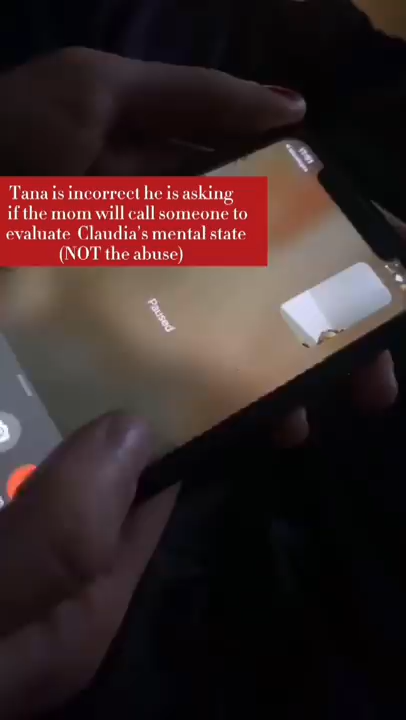 Tana is incorrect he is asking
if the mom will call someone to
evaluate Claudia's mental state
(NOT the abuse)
Paused